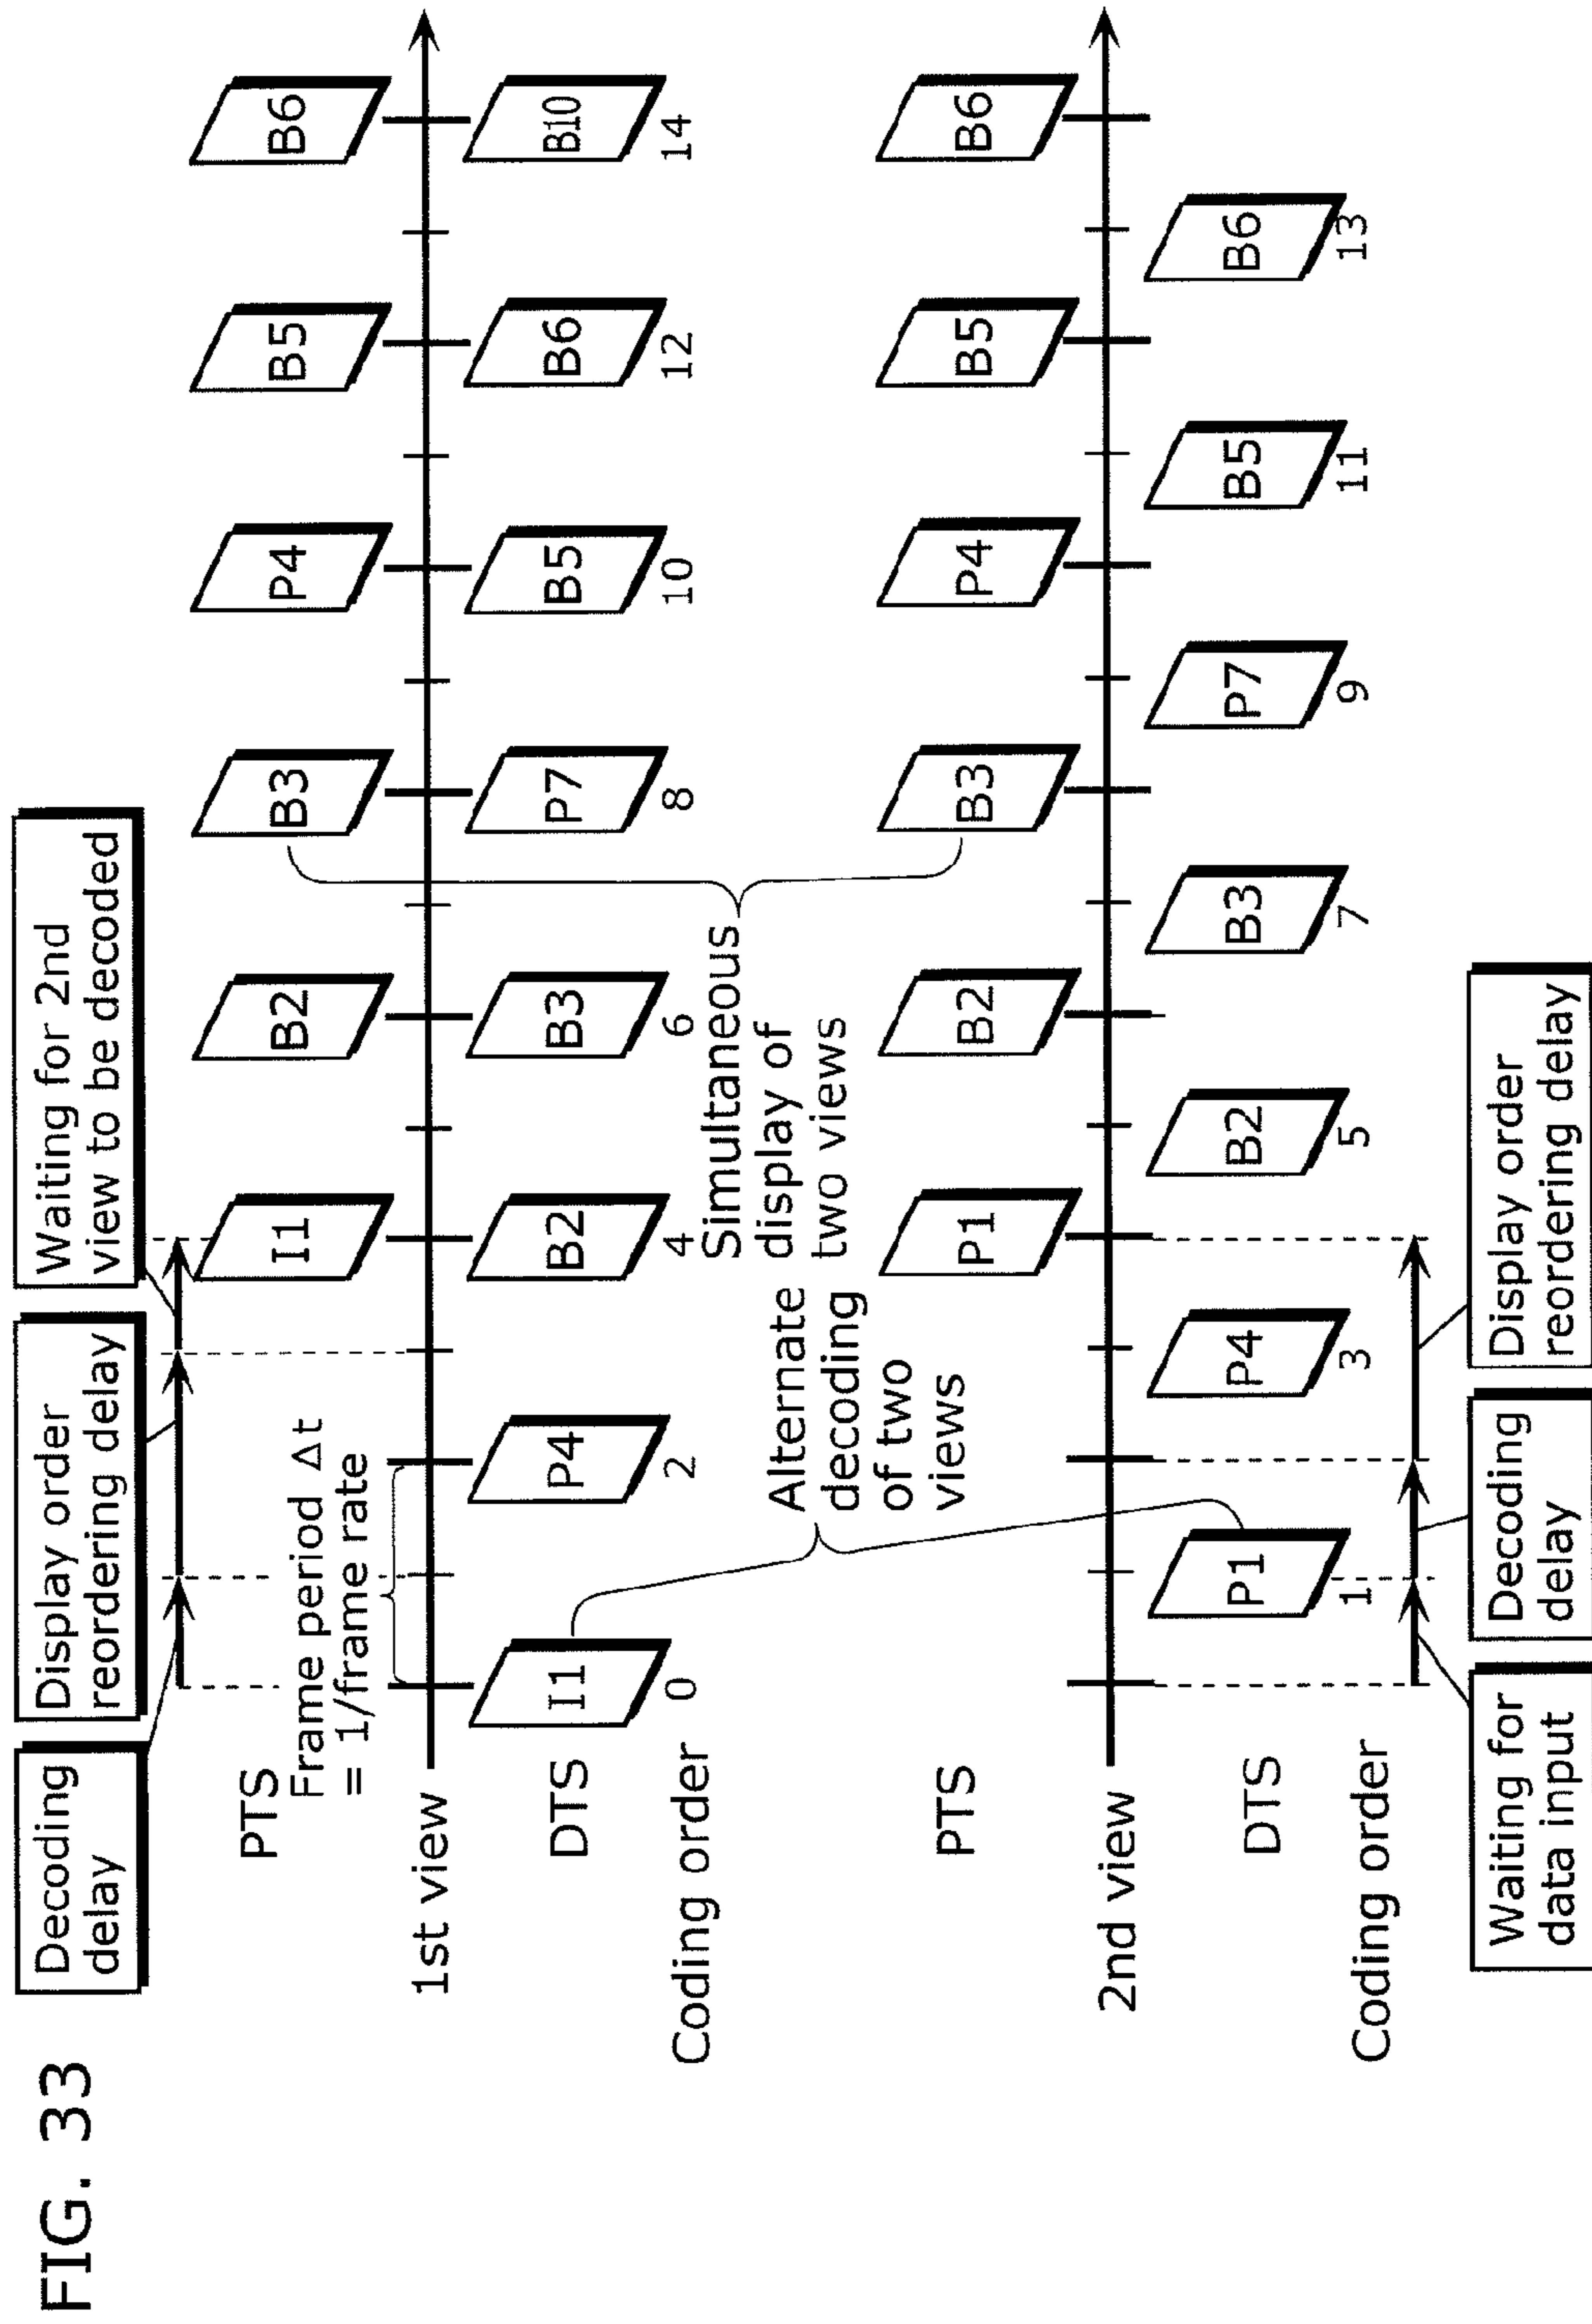 FIG. 33
Decoding
delay
Display order
reordering delay
Waiting for 2nd
view to be decoded
PTS
I1
B2
B3
P4
B5
B6
Frame period Δt
= 1/frame rate
1st view
DTS
I1
P4
B2
B3
P7
B5
B6
B10
Coding order
0
2
4
6
8
10
12
14
Simultaneous
display of
two views
Alternate
decoding
of two
views
PTS
P1
B2
B3
P4
B5
B6
2nd view
DTS
P1
P4
B2
B3
P7
B5
B6
Coding order
1
3
5
7
9
11
13
Waiting for
data input
Decoding
delay
Display order
reordering delay